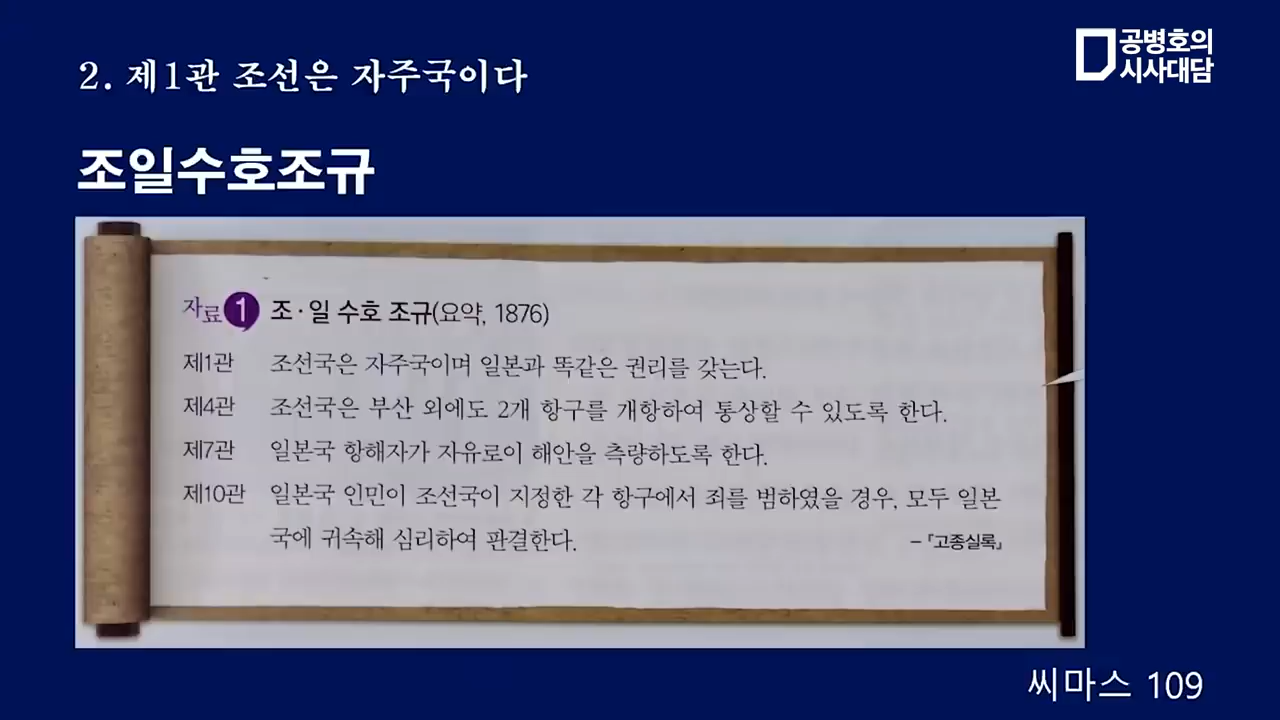 공병호의
시사대담
2. 제1관 조선은 자주국이다
조일수호조규
자료 1 조·일 수호 조규(요약, 1876)
제1관 조선국은 자주국이며 일본과 똑같은 권리를 갖는다.
제4관 조선국은 부산 외에도 2개 항구를 개항하여 통상할 수 있도록 한다.
제7관 일본국 항해자가 자유로이 해안을 측량하도록 한다.
제10관 일본국 인민이 조선국이 지정한 각 항구에서 죄를 범하였을 경우, 모두 일본
국에 귀속해 심리하여 판결한다.
–『고종실록』
씨마스 109